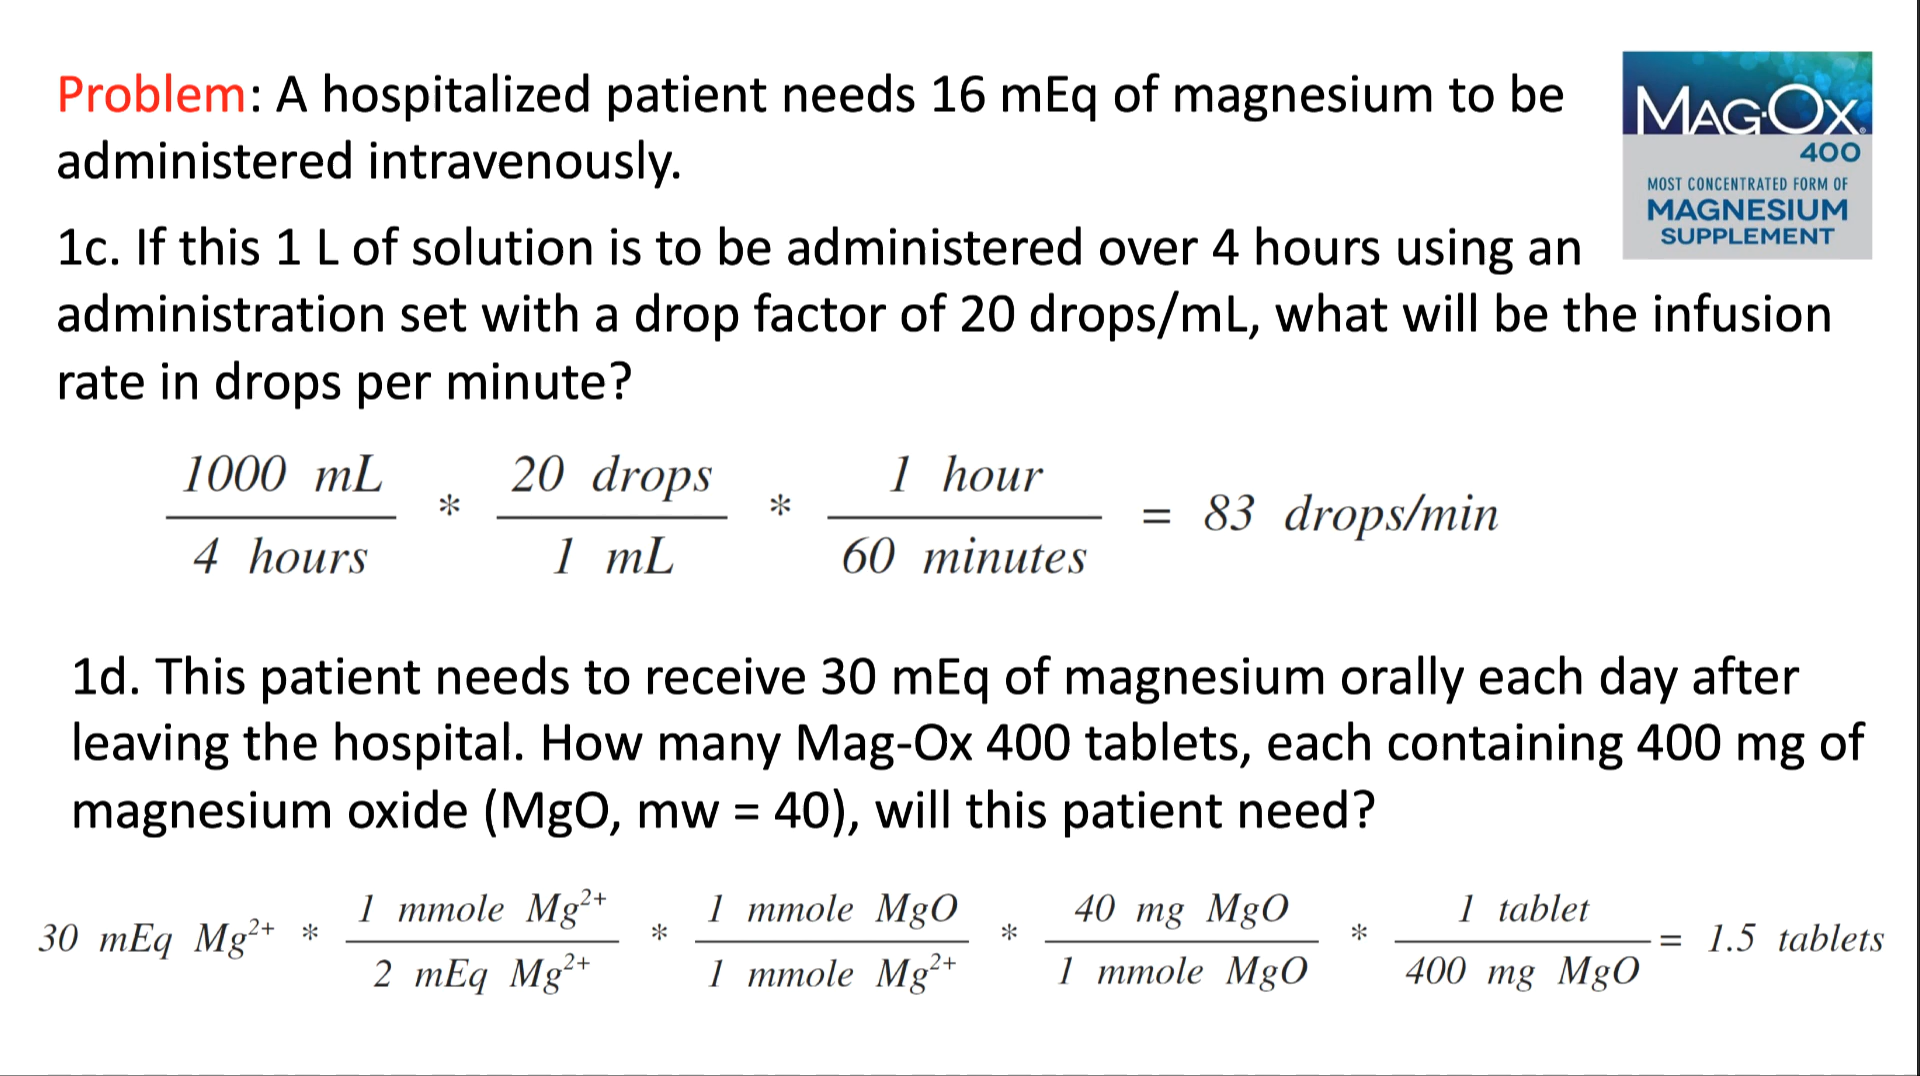 Problem: A hospitalized patient needs 16 mEq of magnesium to be
administered intravenously.
MAG-OX®
400
MOST CONCENTRATED FORM OF
MAGNESIUM
SUPPLEMENT
1c. If this 1 L of solution is to be administered over 4 hours using an
administration set with a drop factor of 20 drops/mL, what will be the infusion
rate in drops per minute?
1000 mL / 4 hours * 20 drops / 1 mL * 1 hour / 60 minutes = 83 drops/min
1d. This patient needs to receive 30 mEq of magnesium orally each day after
leaving the hospital. How many Mag-Ox 400 tablets, each containing 400 mg of
magnesium oxide (MgO, mw = 40), will this patient need?
30 mEq Mg²⁺ * 1 mmole Mg²⁺ / 2 mEq Mg²⁺ * 1 mmole MgO / 1 mmole Mg²⁺ * 40 mg MgO / 1 mmole MgO * 1 tablet / 400 mg MgO = 1.5 tablets